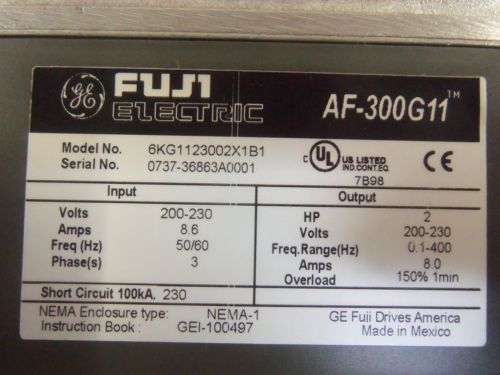 GE FUJI ELECTRIC AF-300G11™
Model No. 6KG1123002X1B1
Serial No. 0737-36863A0001
C UL US LISTED IND.CONT.EQ. 7B98 CE
Input
Volts 200-230
Amps 8.6
Freq (Hz) 50/60
Phase(s) 3
Output
HP 2
Volts 200-230
Freq.Range(Hz) 0.1-400
Amps 8.0
Overload 150% 1min
Short Circuit 100kA. 230
NEMA Enclosure type: NEMA-1
Instruction Book : GEI-100497
GE Fuji Drives America
Made in Mexico